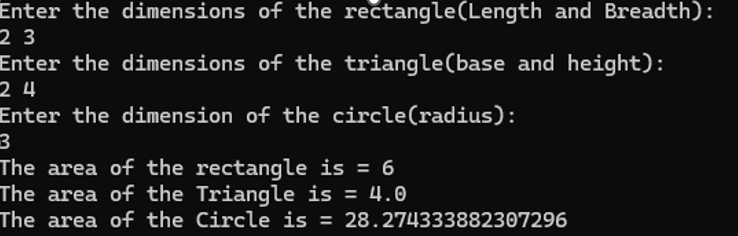 Enter the dimensions of the rectangle(Length and Breadth):
2 3
Enter the dimensions of the triangle(base and height):
2 4
Enter the dimension of the circle(radius):
3
The area of the rectangle is = 6
The area of the Triangle is = 4.0
The area of the Circle is = 28.274333882307296